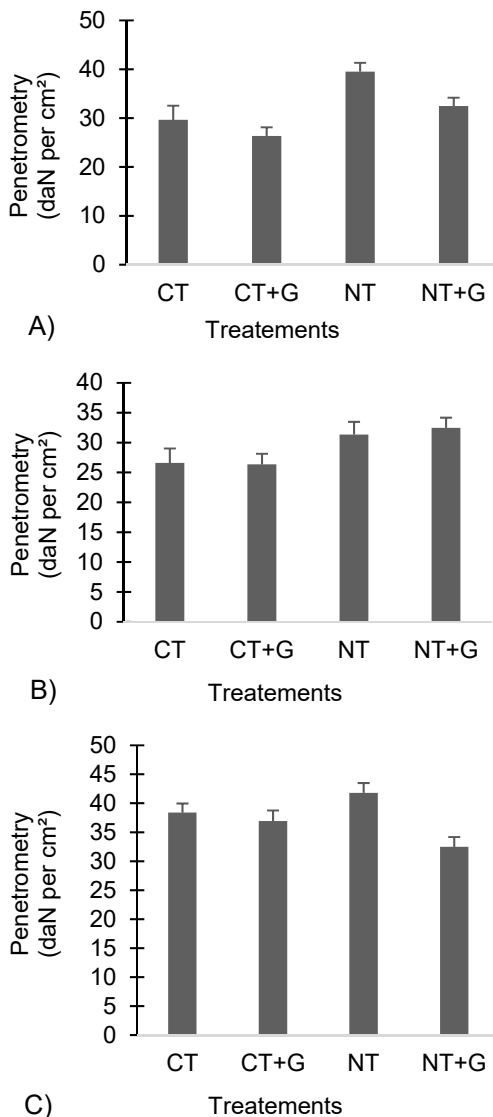 Penetrometry
(daN per cm²)
50
40
30
20
10
0
CT CT+G NT NT+G
A) Treatements
Penetrometry
(daN per cm²)
40
35
30
25
20
15
10
5
0
CT CT+G NT NT+G
B) Treatements
Penetrometry
(daN per cm²)
50
45
40
35
30
25
20
15
10
5
0
CT CT+G NT NT+G
C) Treatements